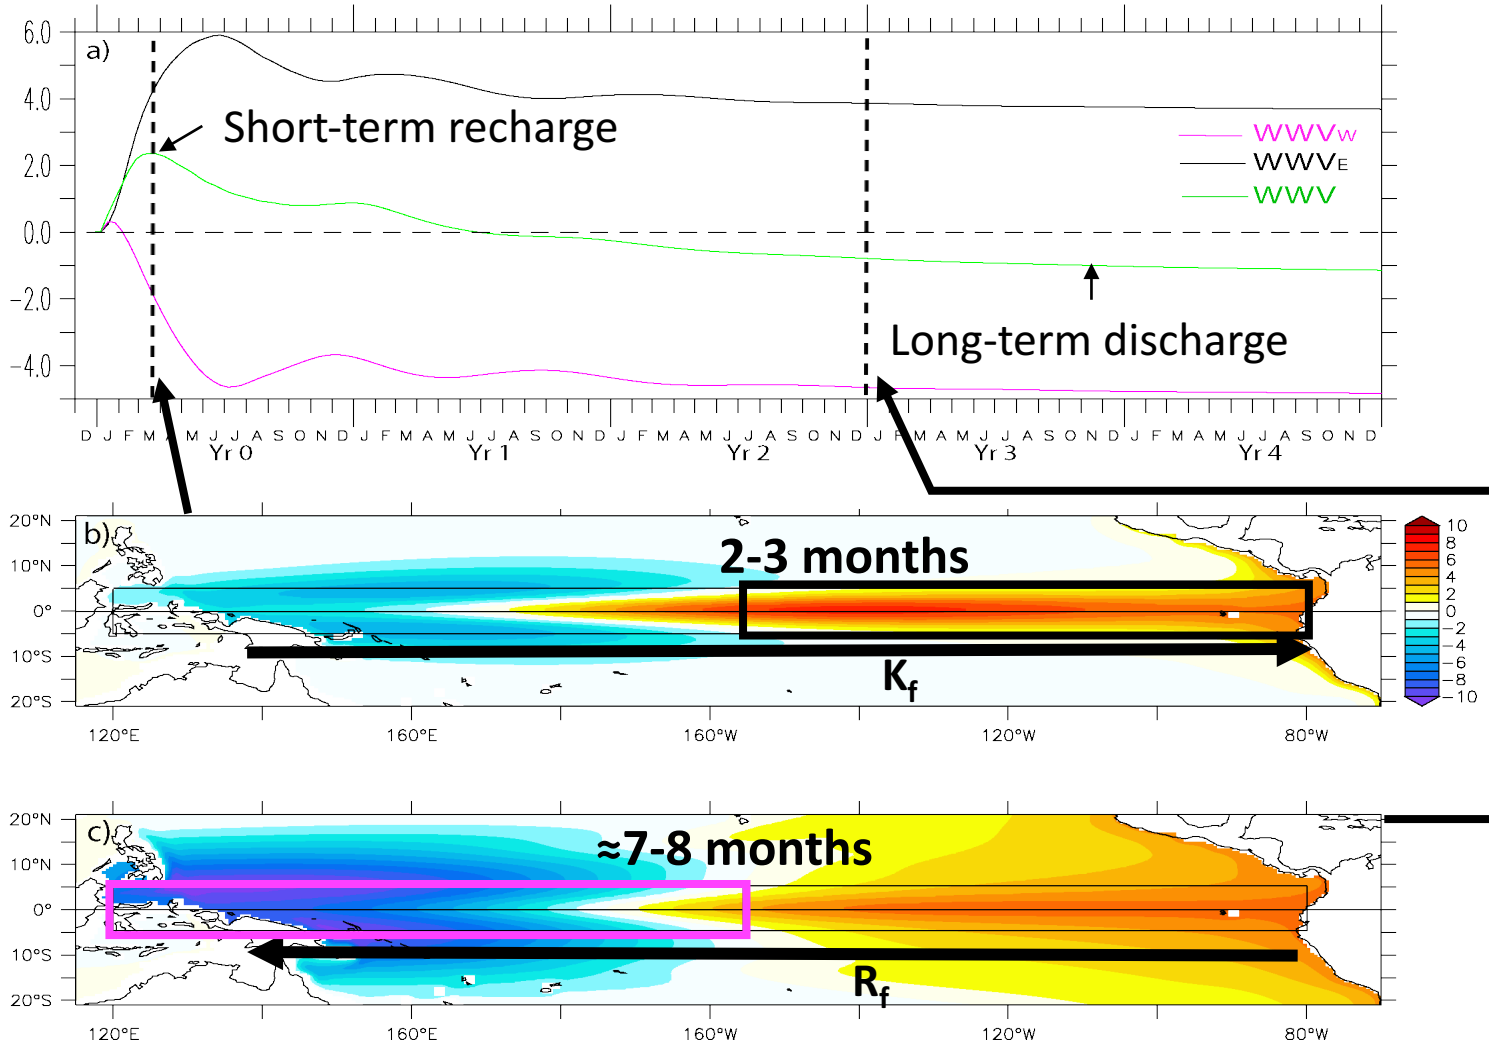 a)
6.0
4.0
2.0
0.0
−2.0
−4.0
Short-term recharge
WWVW
WWVE
WWV
Long-term discharge
D J F M A M J J A S O N D J F M A M J J A S O N D J F M A M J J A S O N D J F M A M J J A S O N D J F M A M J J A S O N D
Yr 0 Yr 1 Yr 2 Yr 3 Yr 4
b)
20°N
10°N
0°
10°S
20°S
2-3 months
Kf
120°E 160°E 160°W 120°W 80°W
10
8
6
4
2
0
−2
−4
−6
−8
−10
c)
20°N
10°N
0°
10°S
20°S
≈7-8 months
Rf
120°E 160°E 160°W 120°W 80°W